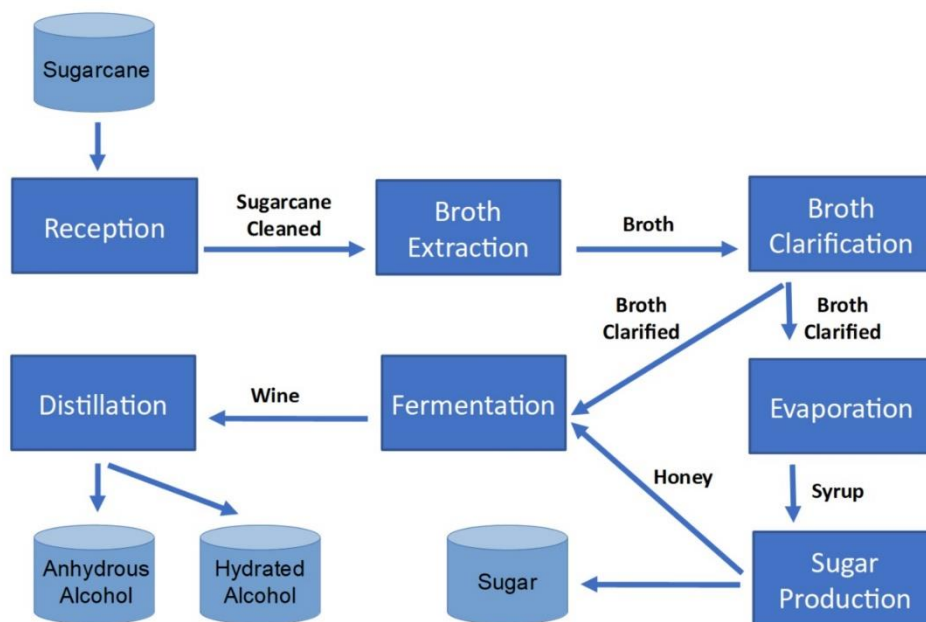 Sugarcane
Reception
Sugarcane
Cleaned
Broth
Extraction
Broth
Broth
Clarification
Broth
Clarified
Broth
Clarified
Distillation
Wine
Fermentation
Evaporation
Honey
Syrup
Anhydrous
Alcohol
Hydrated
Alcohol
Sugar
Sugar
Production